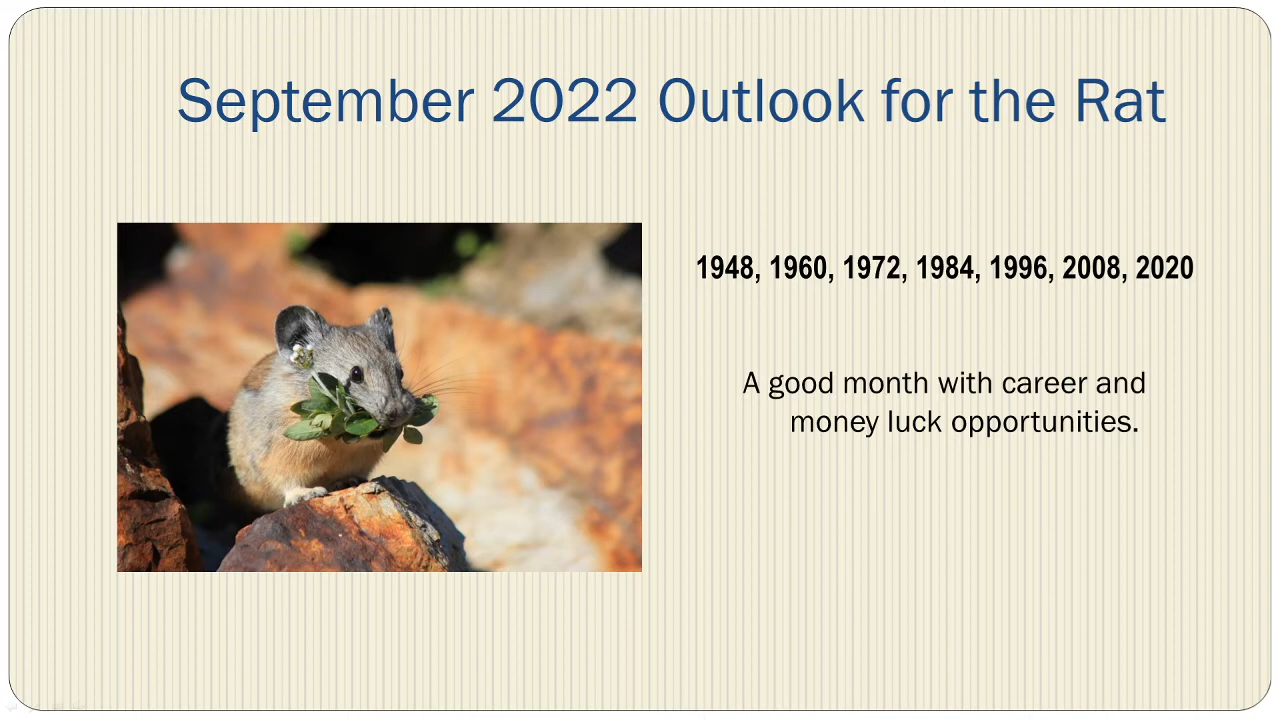 September 2022 Outlook for the Rat
1948, 1960, 1972, 1984, 1996, 2008, 2020
A good month with career and
money luck opportunities.